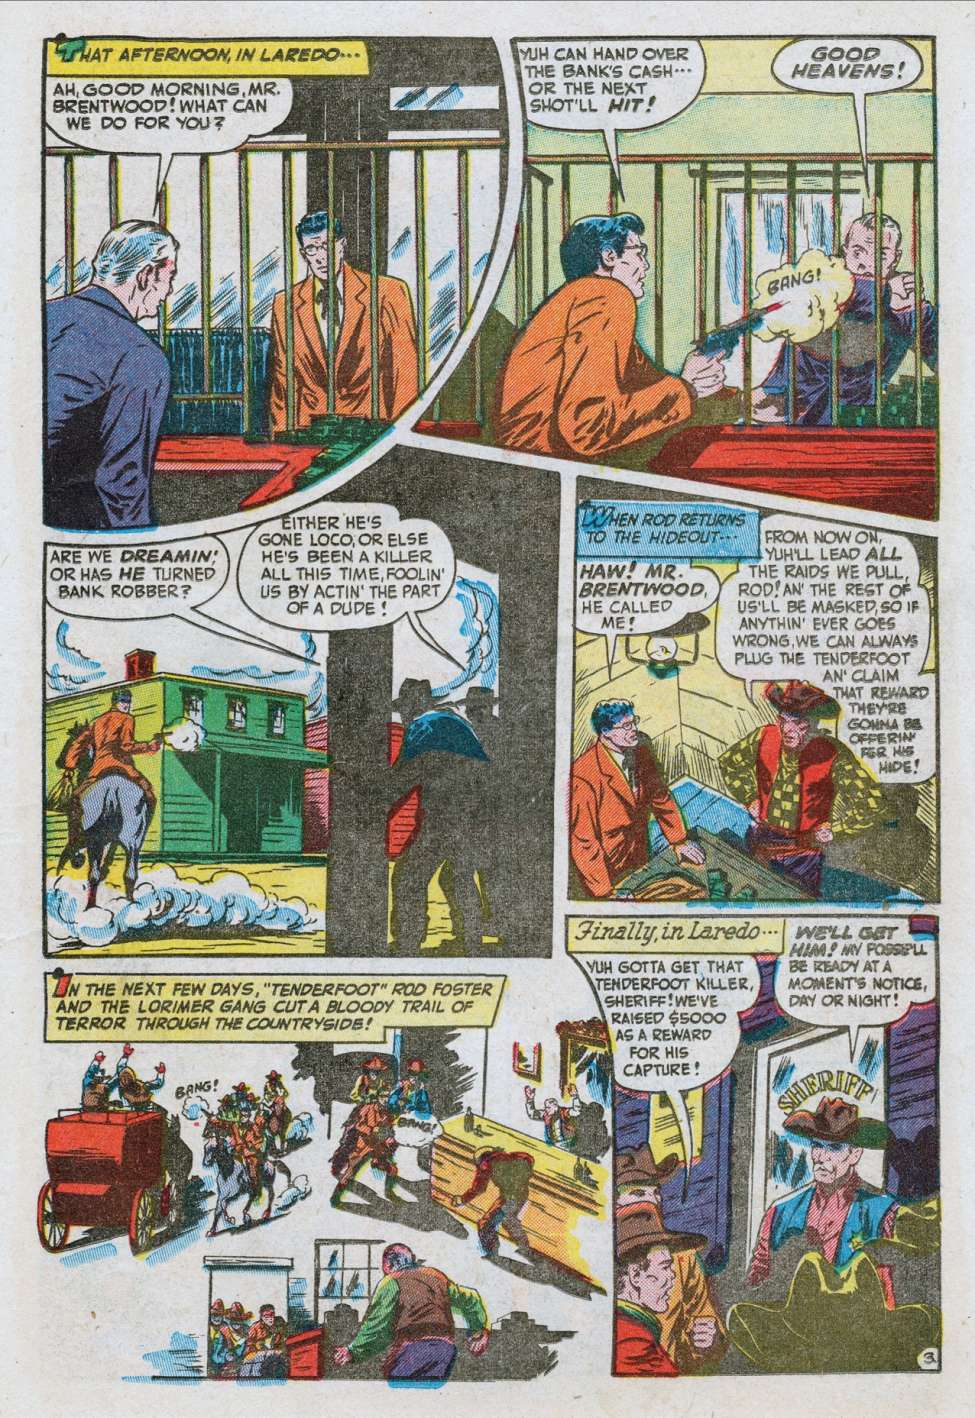 THAT AFTERNOON, IN LAREDO...
AH, GOOD MORNING, MR.
BRENTWOOD! WHAT CAN
WE DO FOR YOU?
YUH CAN HAND OVER
THE BANK'S CASH...
OR THE NEXT
SHOT'LL HIT!
GOOD
HEAVENS!
BANG!
ARE WE DREAMIN',
OR HAS HE TURNED
BANK ROBBER?
EITHER HE'S
GONE LOCO, OR ELSE
HE'S BEEN A KILLER
ALL THIS TIME, FOOLIN'
US BY ACTIN' THE PART
OF A DUDE!
WHEN ROD RETURNS
TO THE HIDEOUT...
HAW! MR.
BRENTWOOD,
HE CALLED
ME!
FROM NOW ON,
YUH'LL LEAD ALL
THE RAIDS WE PULL,
ROD! AN' THE REST OF
US'LL BE MASKED, SO IF
ANYTHIN' EVER GOES
WRONG, WE CAN ALWAYS
PLUG THE TENDERFOOT
AN' CLAIM
THAT REWARD
THEY'RE
GONNA BE
OFFERIN'
FER HIS
HIDE!
IN THE NEXT FEW DAYS, "TENDERFOOT" ROD FOSTER
AND THE LORIMER GANG CUT A BLOODY TRAIL OF
TERROR THROUGH THE COUNTRYSIDE!
BANG!
BANG!
Finally, in Laredo...
YUH GOTTA GET THAT
TENDERFOOT KILLER,
SHERIFF! WE'VE
RAISED $5000
AS A REWARD
FOR HIS
CAPTURE!
WE'LL GET
HIM! MY POSSE'LL
BE READY AT A
MOMENT'S NOTICE,
DAY OR NIGHT!
SHERIFF
3